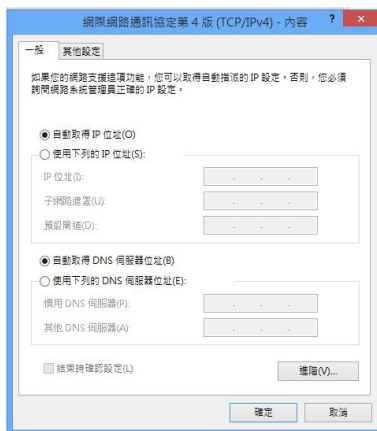 網際網路通訊協定第 4 版 (TCP/IPv4) - 內容
?
×
一般 其他設定
如果您的網路支援這項功能，您可以取得自動指派的 IP 設定。否則，您必須
詢問網路系統管理員正確的 IP 設定。
自動取得 IP 位址(O)
使用下列的 IP 位址(S):
IP 位址(I):
子網路遮罩(U):
預設閘道(D):
自動取得 DNS 伺服器位址(B)
使用下列的 DNS 伺服器位址(E):
慣用 DNS 伺服器(P):
其他 DNS 伺服器(A):
結束時確認設定(L)
進階(V)...
確定 取消